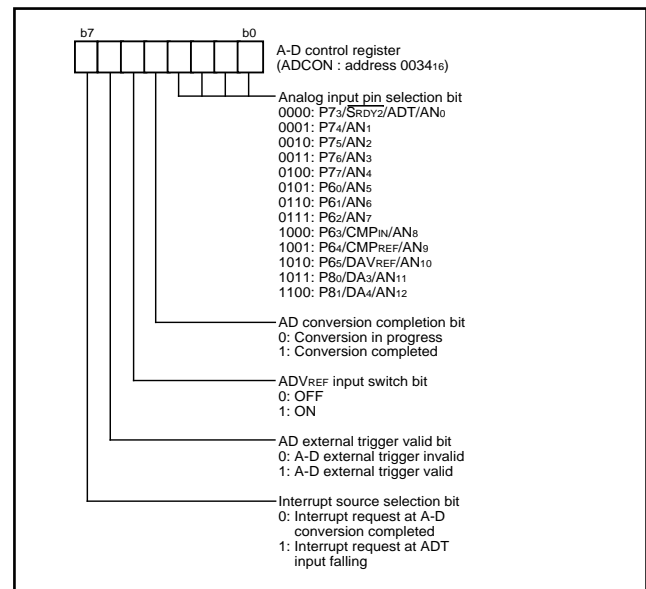 b7 b0
A-D control register
(ADCON : address 003416)
Analog input pin selection bit
0000: P73/SRDY2/ADT/AN0
0001: P74/AN1
0010: P75/AN2
0011: P76/AN3
0100: P77/AN4
0101: P60/AN5
0110: P61/AN6
0111: P62/AN7
1000: P63/CMPIN/AN8
1001: P64/CMPREF/AN9
1010: P65/DAVREF/AN10
1011: P80/DA3/AN11
1100: P81/DA4/AN12
AD conversion completion bit
0: Conversion in progress
1: Conversion completed
ADVREF input switch bit
0: OFF
1: ON
AD external trigger valid bit
0: A-D external trigger invalid
1: A-D external trigger valid
Interrupt source selection bit
0: Interrupt request at A-D
conversion completed
1: Interrupt request at ADT
input falling